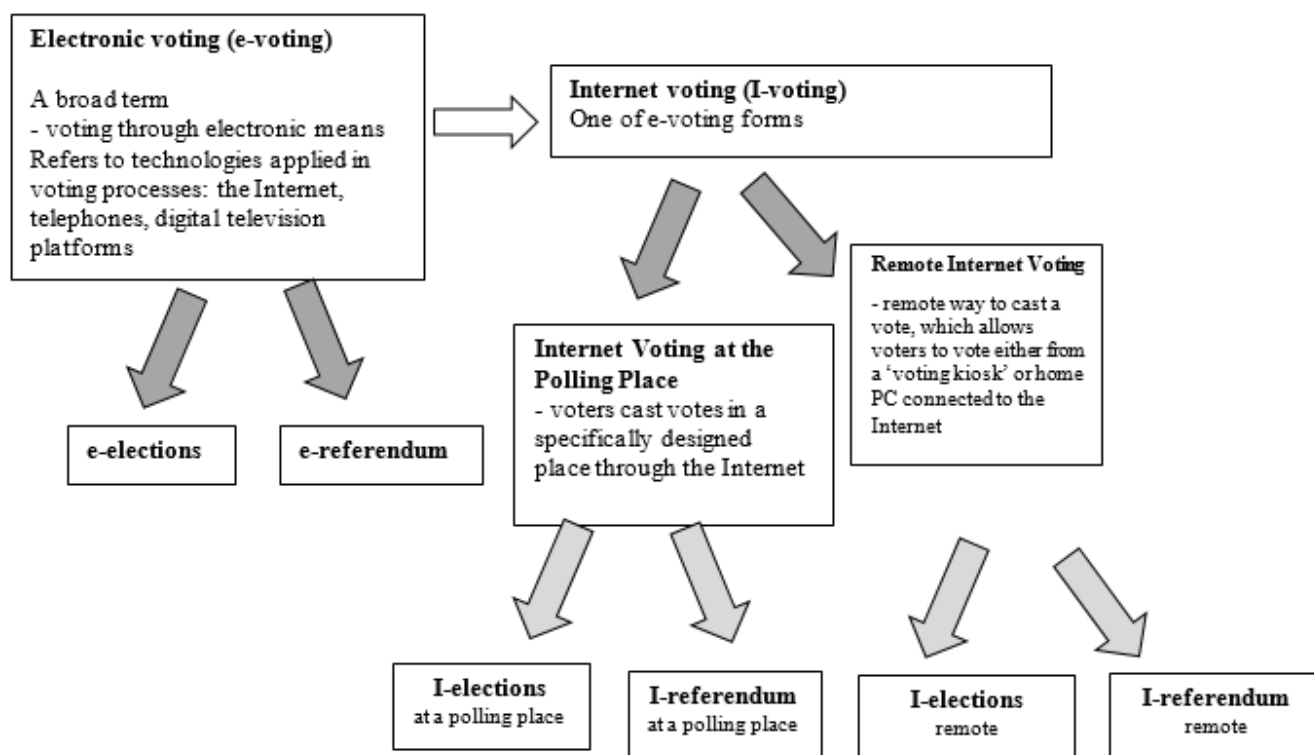 Electronic voting (e-voting)
A broad term
- voting through electronic means
Refers to technologies applied in
voting processes: the Internet,
telephones, digital television
platforms
Internet voting (I-voting)
One of e-voting forms
Remote Internet Voting
- remote way to cast a
vote, which allows
voters to vote either from
a ‘voting kiosk’ or home
PC connected to the
Internet
Internet Voting at the
Polling Place
- voters cast votes in a
specifically designed
place through the Internet
e-elections
e-referendum
I-elections
at a polling place
I-referendum
at a polling place
I-elections
remote
I-referendum
remote